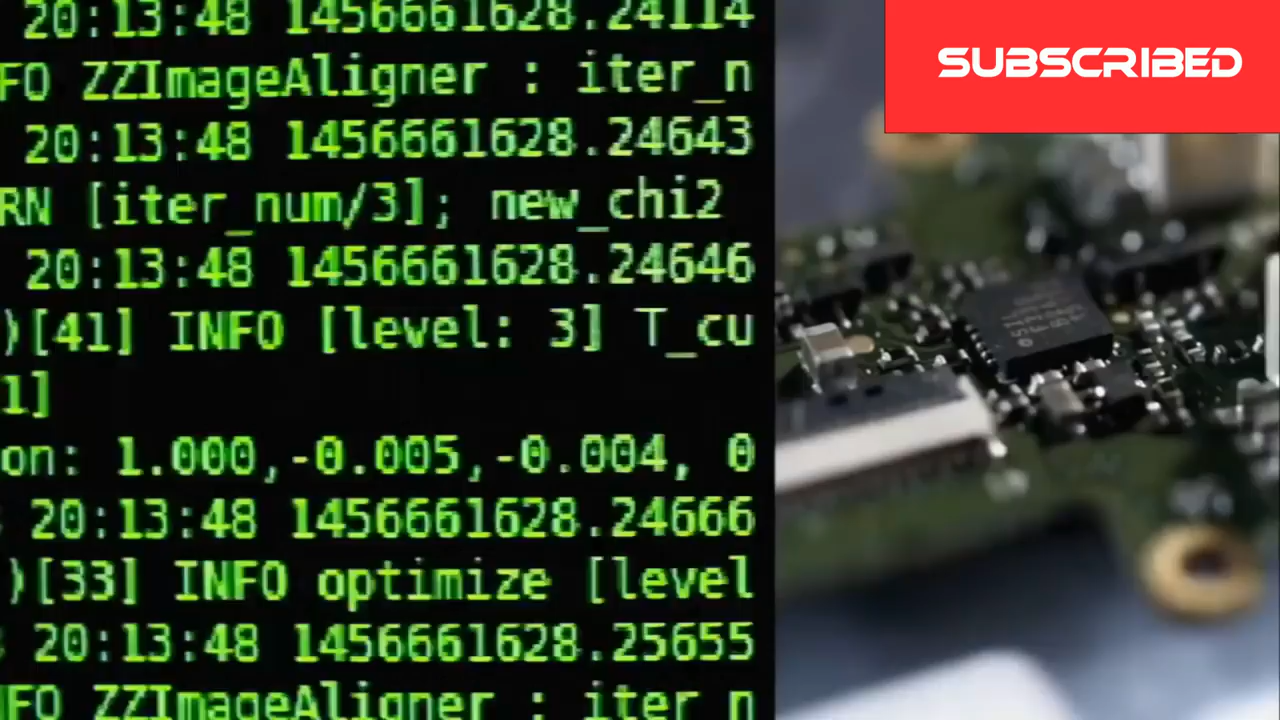 20:13:48 1456661628.24114
FO ZZImageAligner : iter_n
20:13:48 1456661628.24643
RN [iter_num/3]; new_chi2
20:13:48 1456661628.24646
)[41] INFO [level: 3] T_cu
1]
on: 1.000,-0.005,-0.004, 0
20:13:48 1456661628.24666
)[33] INFO optimize [level
20:13:48 1456661628.25655
FO ZZImageAligner : iter_n
SUBSCRIBED